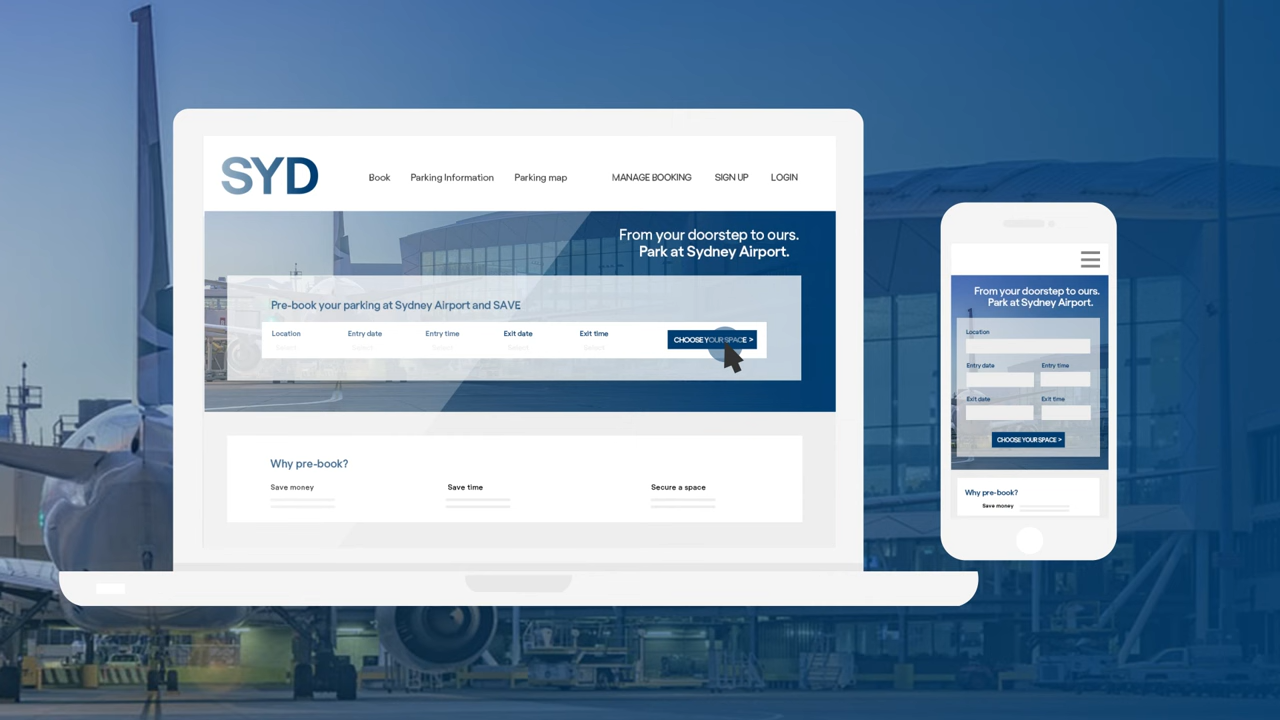 SYD
Book Parking Information Parking map MANAGE BOOKING SIGN UP LOGIN
From your doorstep to ours.
Park at Sydney Airport.
Pre-book your parking at Sydney Airport and SAVE
Location Entry date Entry time Exit date Exit time
CHOOSE YOUR SPACE >
Why pre-book?
Save money Save time Secure a space
From your doorstep to ours.
Park at Sydney Airport.
Location
Entry date Entry time
Exit date Exit time
CHOOSE YOUR SPACE >
Why pre-book?
Save money